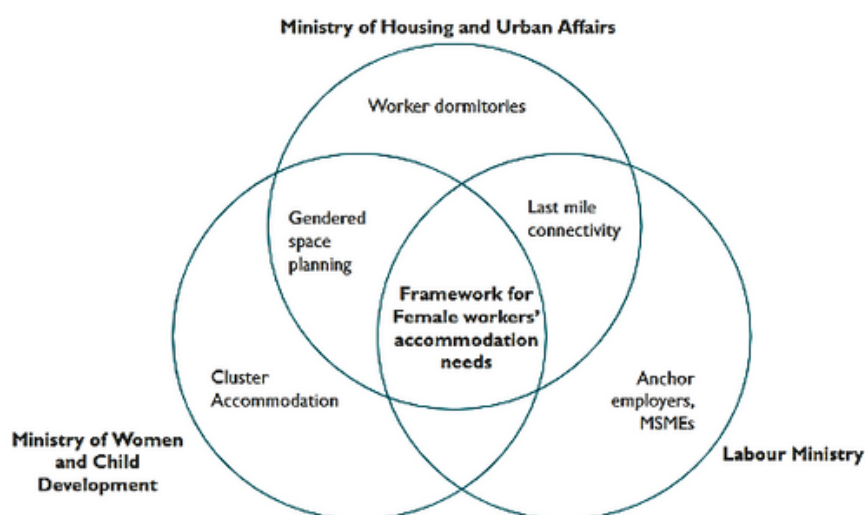 Ministry of Housing and Urban Affairs
Worker dormitories
Gendered
space
planning
Last mile
connectivity
Framework for
Female workers'
accommodation
needs
Cluster
Accommodation
Anchor
employers,
MSMEs
Ministry of Women
and Child
Development
Labour Ministry